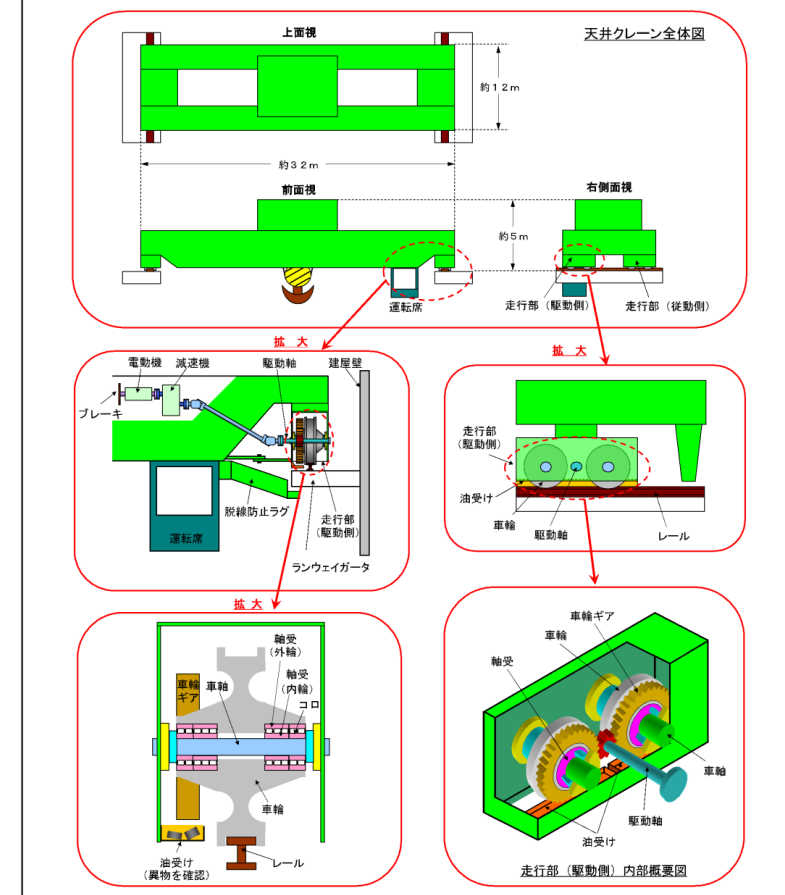 天井クレーン全体図
上面視
約１２ｍ
約３２ｍ
前面視
右側面視
約５ｍ
運転席
走行部（駆動側）
走行部（従動側）
拡　大
拡　大
電動機
減速機
駆動軸
建屋壁
ブレーキ
脱線防止ラグ
走行部
（駆動側）
運転席
ランウェイガータ
走行部
（駆動側）
油受け
車輪
駆動軸
レール
拡　大
軸受
（外輪）
軸受
（内輪）
コロ
車輪
ギア
車軸
車輪
油受け
（異物を確認）
レール
車輪ギア
車輪
軸受
車軸
駆動軸
油受け
走行部（駆動側）内部概要図